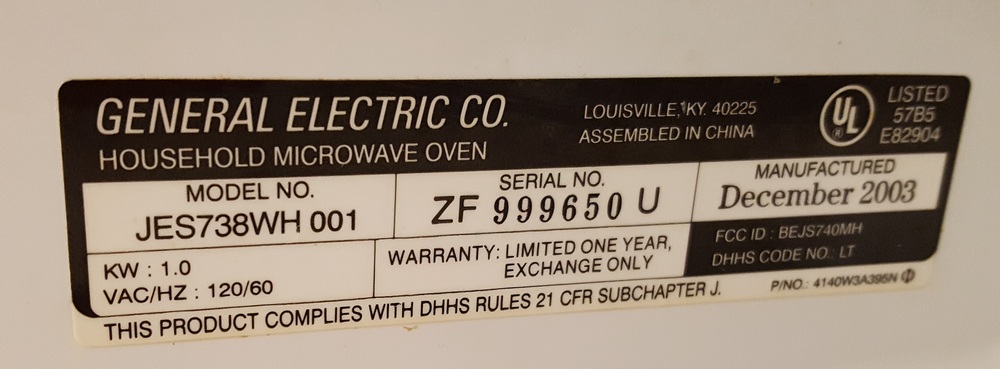 GENERAL ELECTRIC CO.
HOUSEHOLD MICROWAVE OVEN
LOUISVILLE, KY. 40225
ASSEMBLED IN CHINA
UL
®
LISTED
57B5
E82904
MODEL NO.
JES738WH 001
SERIAL NO.
ZF 999650 U
MANUFACTURED
December 2003
KW : 1.0
VAC/HZ : 120/60
WARRANTY: LIMITED ONE YEAR,
EXCHANGE ONLY
FCC ID : BEJS740MH
DHHS CODE NO.: LT
THIS PRODUCT COMPLIES WITH DHHS RULES 21 CFR SUBCHAPTER J.
P/NO.: 4140W3A395N